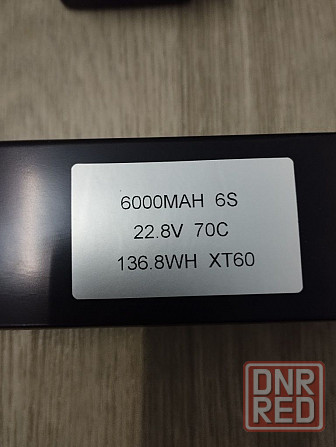 6000MAH 6S
22.8V 70C
136.8WH XT60
DNR
RED